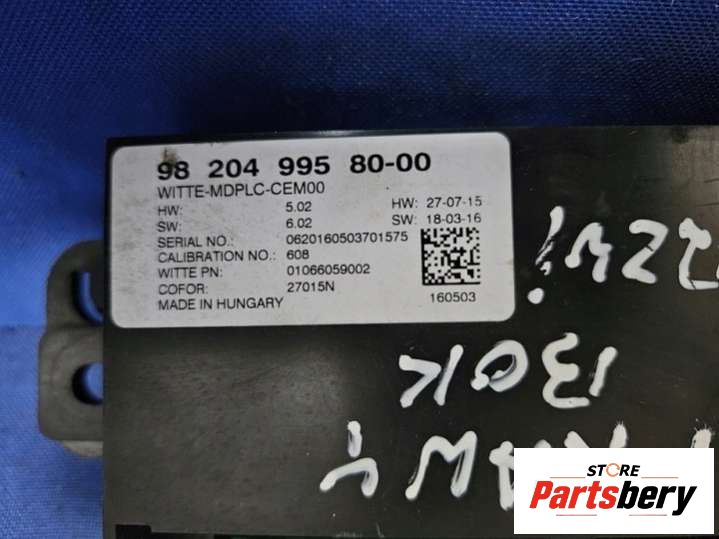 98 204 995 80-00
WITTE-MDPLC-CEM00
HW: 5.02 HW: 27-07-15
SW: 6.02 SW: 18-03-16
SERIAL NO.: 0620160503701575
CALIBRATION NO.: 608
WITTE PN: 01066059002
COFOR: 27015N
MADE IN HUNGARY
160503
130K
STORE
Partsbery